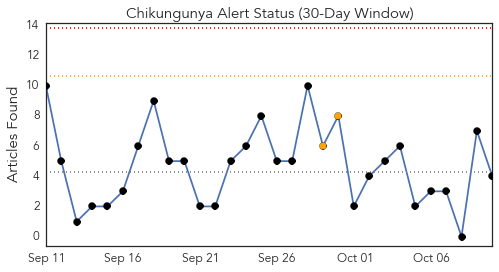 Chikungunya Alert Status (30-Day Window)
Articles Found
14
12
10
8
6
4
2
0
Sep 11 Sep 16 Sep 21 Sep 26 Oct 01 Oct 06